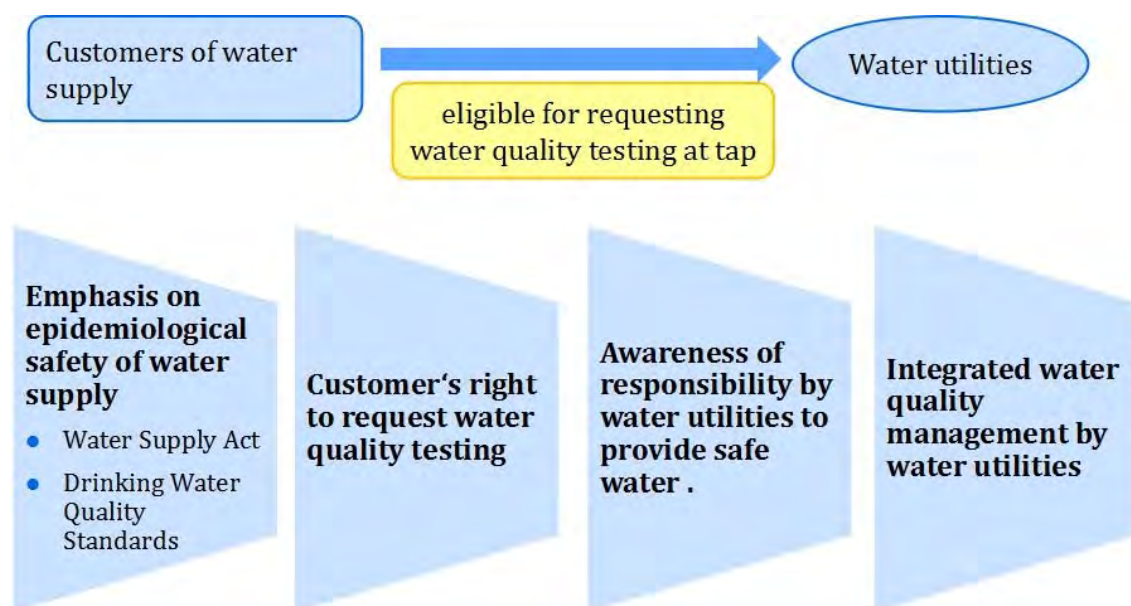 Customers of water
supply
eligible for requesting
water quality testing at tap
Water utilities
Emphasis on
epidemiological
safety of water
supply
● Water Supply Act
● Drinking Water
Quality
Standards
Customer‘s right
to request water
quality testing
Awareness of
responsibility by
water utilities to
provide safe
water .
Integrated water
quality
management by
water utilities